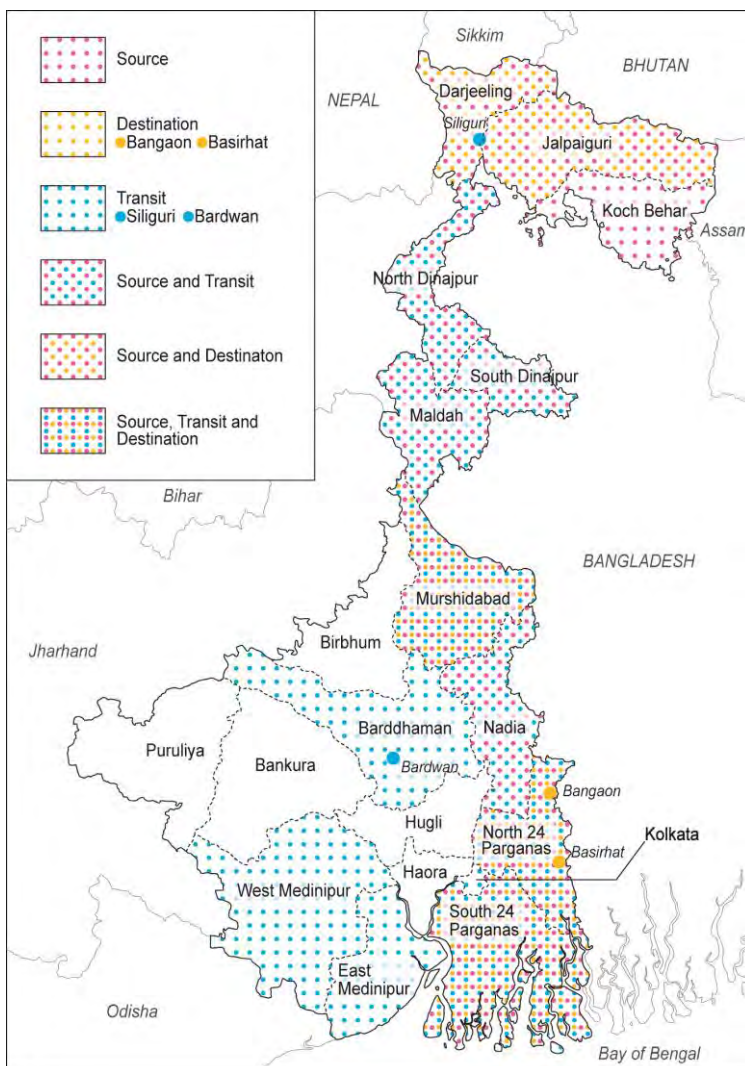 Source
Destination
Bangaon Basirhat
Transit
Siliguri Bardwan
Source and Transit
Source and Destinaton
Source, Transit and
Destination
Sikkim
BHUTAN
NEPAL
Darjeeling
Siliguri
Jalpaiguri
Koch Behar
Assam
North Dinajpur
South Dinajpur
Maldah
Bihar
BANGLADESH
Murshidabad
Birbhum
Jharhand
Barddhaman
Nadia
Puruliya
Bankura
Bardwan
Bangaon
Hugli
North 24
Parganas
Kolkata
Basirhat
Haora
West Medinipur
South 24
Parganas
East
Medinipur
Odisha
Bay of Bengal